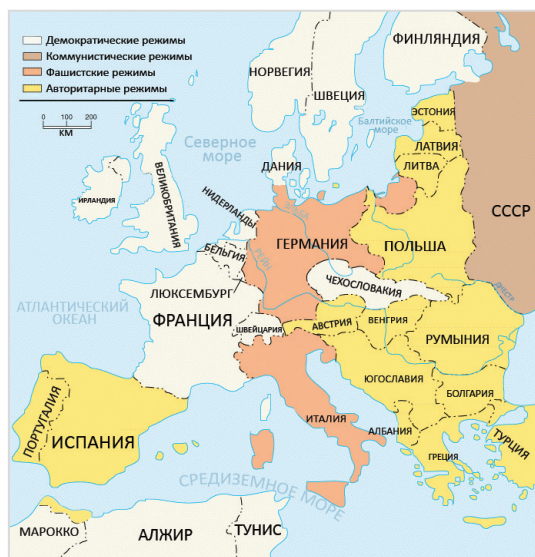 Демократические режимы
Коммунистические режимы
Фашистские режимы
Авторитарные режимы
0 100 200
КМ
ФИНЛЯНДИЯ
НОРВЕГИЯ
ШВЕЦИЯ
Балтийское море
ЭСТОНИЯ
ЛАТВИЯ
ЛИТВА
Северное
море
ДАНИЯ
ИРЛАНДИЯ
ВЕЛИКОБРИТАНИЯ
НИДЕРЛАНДЫ
СССР
ГЕРМАНИЯ
ПОЛЬША
БЕЛЬГИЯ
РЕЙН
ЧЕХОСЛОВАКИЯ
ДНЕСТР
ЛЮКСЕМБУРГ
АТЛАНТИЧЕСКИЙ
ОКЕАН
ФРАНЦИЯ
ШВЕЙЦАРИЯ
АВСТРИЯ
ВЕНГРИЯ
РУМЫНИЯ
ЮГОСЛАВИЯ
БОЛГАРИЯ
ПОРТУГАЛИЯ
ИСПАНИЯ
ИТАЛИЯ
АЛБАНИЯ
ТУРЦИЯ
ГРЕЦИЯ
СРЕДИЗЕМНОЕ МОРЕ
МАРОККО
АЛЖИР
ТУНИС